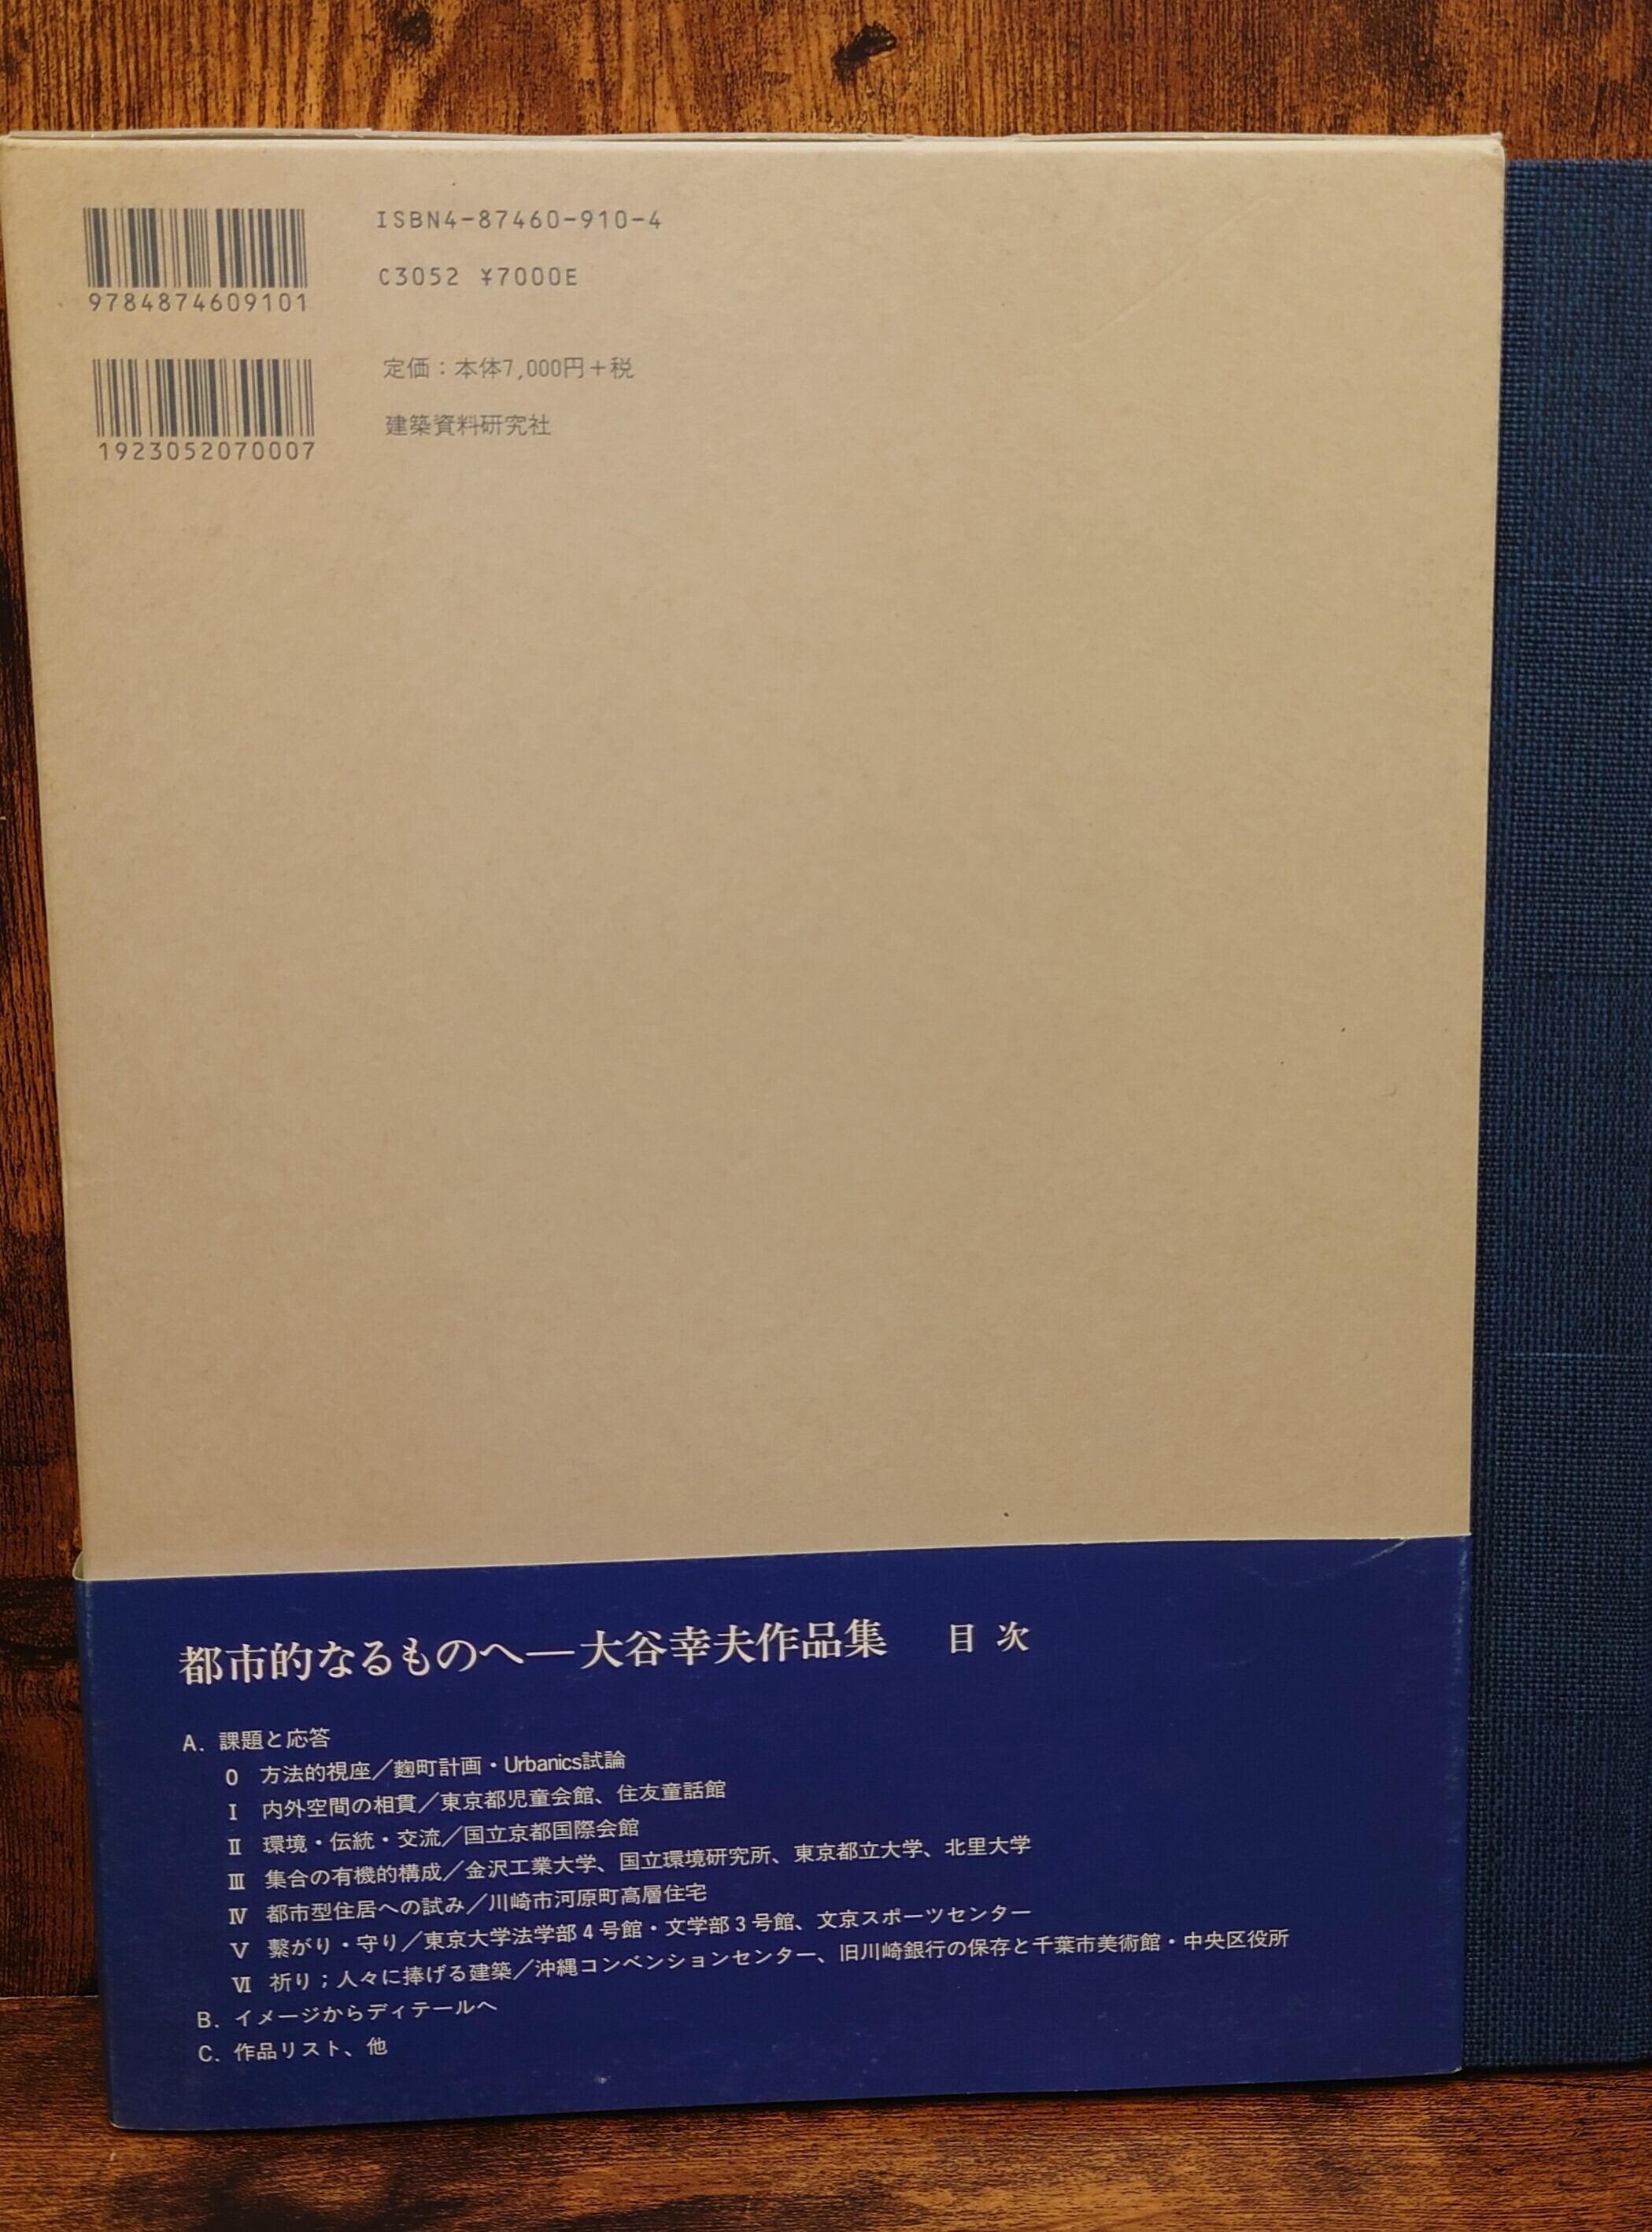 ISBN4-87460-910-4
C3052 ¥7000E
9784874609101
定価：本体7,000円＋税
建築資料研究社
1923052070007
都市的なるものへ―大谷幸夫作品集 目次
A. 課題と応答
0 方法的視座／麹町計画・Urbanics試論
Ⅰ 内外空間の相貫／東京都児童会館、住友童話館
Ⅱ 環境・伝統・交流／国立京都国際会館
Ⅲ 集合の有機的構成／金沢工業大学、国立環境研究所、東京都立大学、北里大学
Ⅳ 都市型住居への試み／川崎市河原町高層住宅
Ⅴ 繋がり・守り／東京大学法学部4号館・文学部3号館、文京スポーツセンター
Ⅵ 祈り；人々に捧げる建築／沖縄コンベンションセンター、旧川崎銀行の保存と千葉市美術館・中央区役所
B. イメージからディテールへ
C. 作品リスト、他